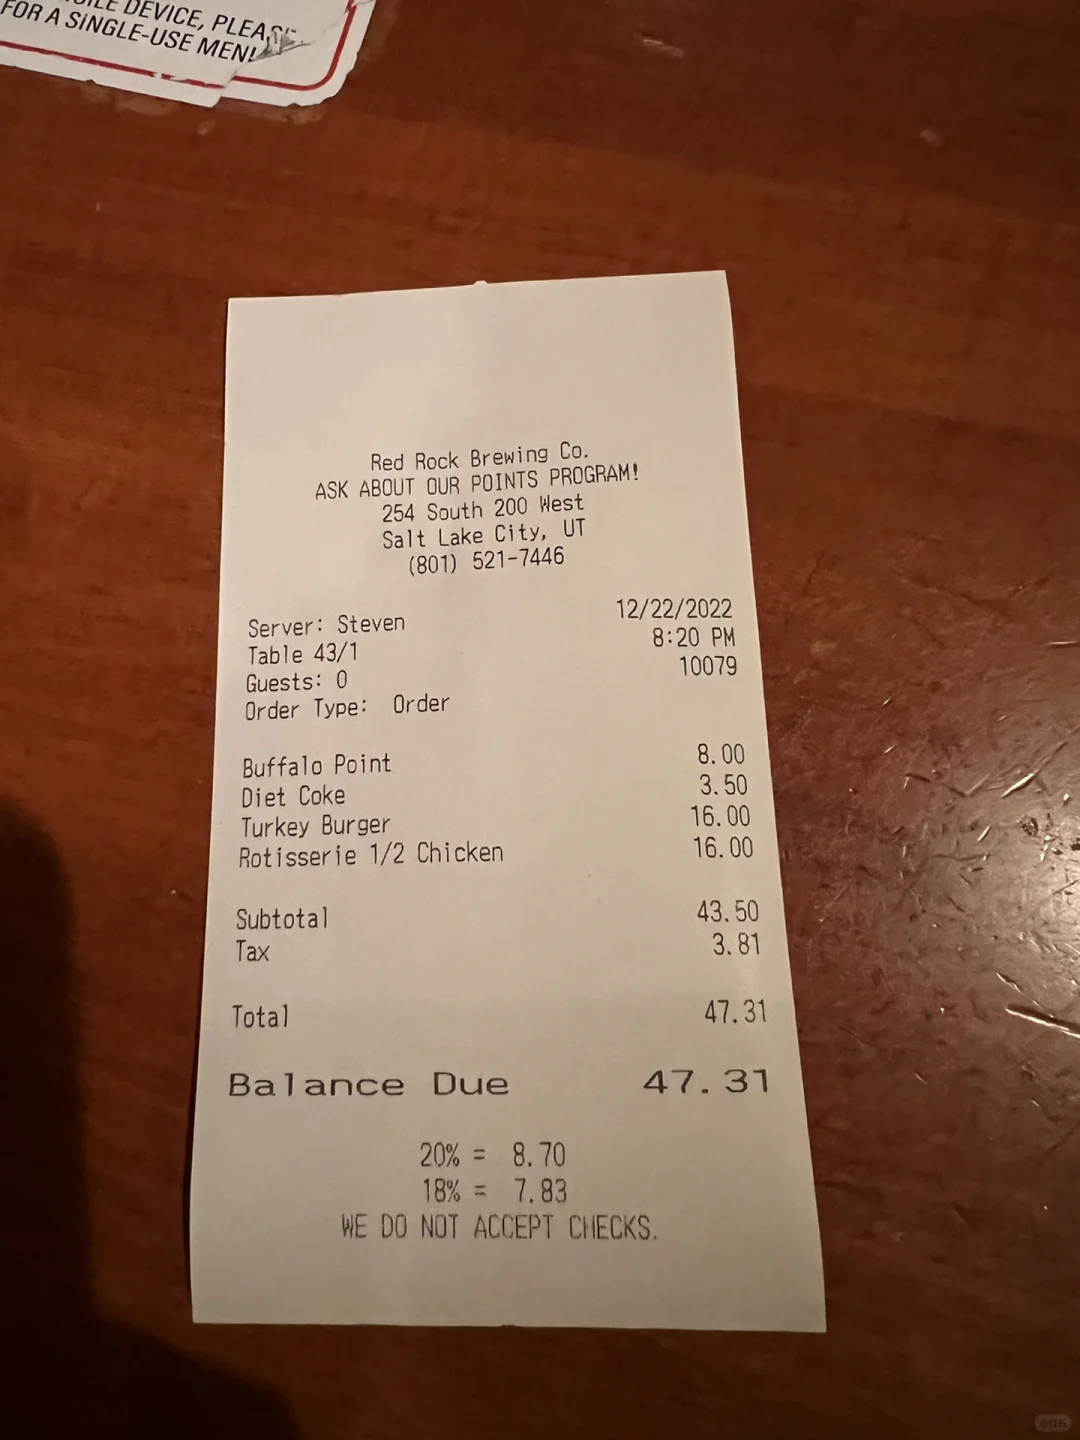 DEVICE, PLEASE
FOR A SINGLE-USE MENU
Red Rock Brewing Co.
ASK ABOUT OUR POINTS PROGRAM!
254 South 200 West
Salt Lake City, UT
(801) 521-7446
Server: Steven 12/22/2022
Table 43/1 8:20 PM
Guests: 0 10079
Order Type: Order
Buffalo Point 8.00
Diet Coke 3.50
Turkey Burger 16.00
Rotisserie 1/2 Chicken 16.00
Subtotal 43.50
Tax 3.81
Total 47.31
Balance Due 47.31
20% = 8.70
18% = 7.83
WE DO NOT ACCEPT CHECKS.